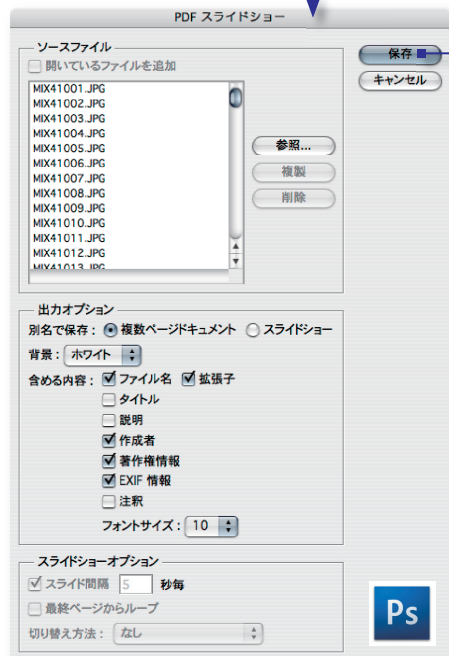 PDF スライドショー
ソースファイル
開いているファイルを追加
MIX41001.JPG
MIX41002.JPG
MIX41003.JPG
MIX41004.JPG
MIX41005.JPG
MIX41006.JPG
MIX41007.JPG
MIX41008.JPG
MIX41009.JPG
MIX41010.JPG
MIX41011.JPG
MIX41012.JPG
MIX41013.JPG
参照...
複製
削除
保存
キャンセル
出力オプション
別名で保存： 複数ページドキュメント スライドショー
背景： ホワイト
含める内容： ファイル名 拡張子
タイトル
説明
作成者
著作権情報
EXIF 情報
注釈
フォントサイズ： 10
スライドショーオプション
スライド間隔 5 秒毎
最終ページからループ
切り替え方法： なし
Ps